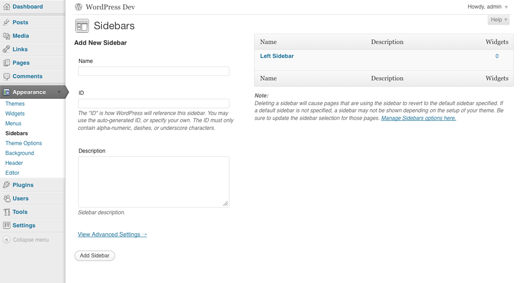 Dashboard
Posts
Media
Links
Pages
Comments
Appearance
Themes
Widgets
Menus
Sidebars
Theme Options
Background
Header
Editor
Plugins
Users
Tools
Settings
Collapse menu
WordPress Dev
Howdy, admin
Help
Sidebars
Add New Sidebar
Name
ID
The "ID" is how WordPress will reference this sidebar. You may
use the auto-generated ID, or specify your own. The ID must only
contain alpha-numeric, dashes, or underscore characters.
Description
Sidebar description.
View Advanced Settings →
Add Sidebar
Name Description Widgets
Left Sidebar 0
Name Description Widgets
Note:
Deleting a sidebar will cause pages that are using the sidebar to revert to the default sidebar specified. If
a default sidebar is not specified, a sidebar may not be shown depending on the setup of your theme. Be
sure to update the sidebar selection for those pages. Manage Sidebars options here.